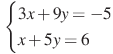 3x+9y = −5
x+5y = 6